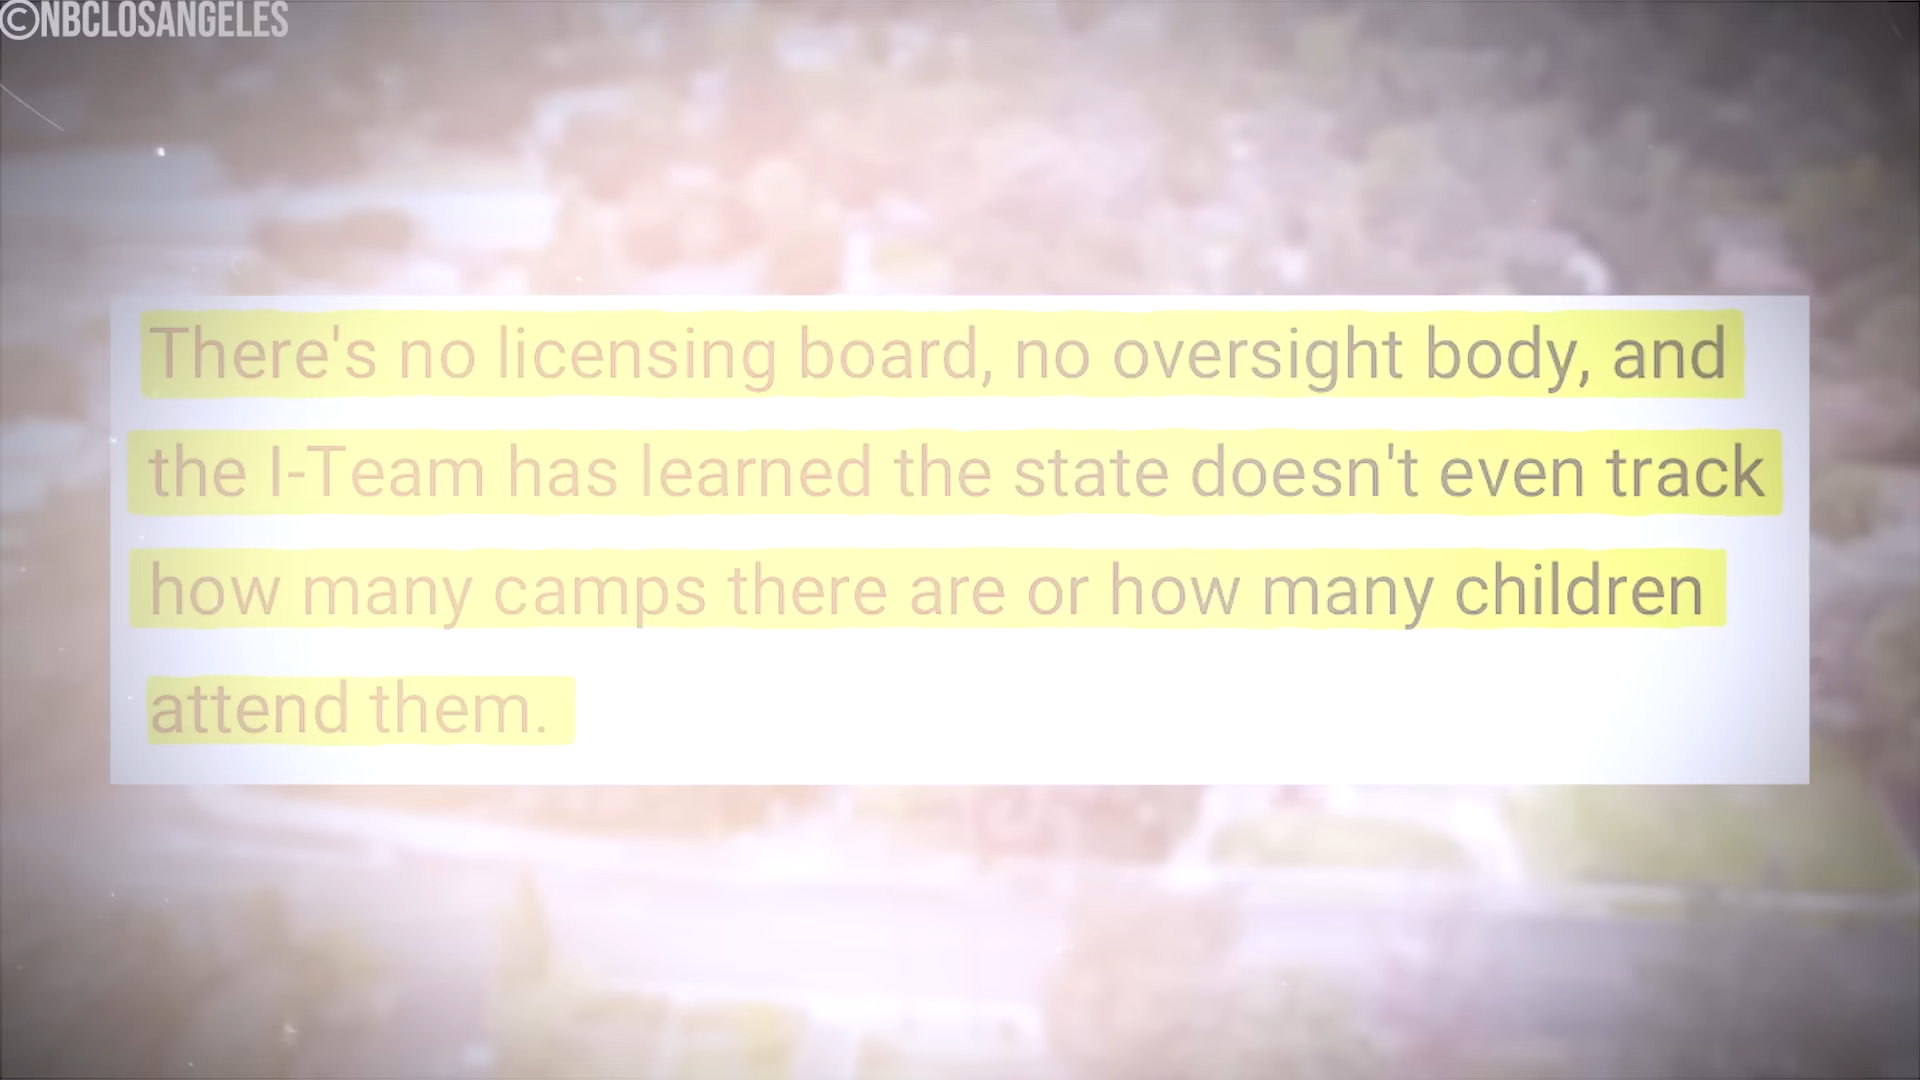 ©NBCLOSANGELES
There's no licensing board, no oversight body, and
the I-Team has learned the state doesn't even track
how many camps there are or how many children
attend them.